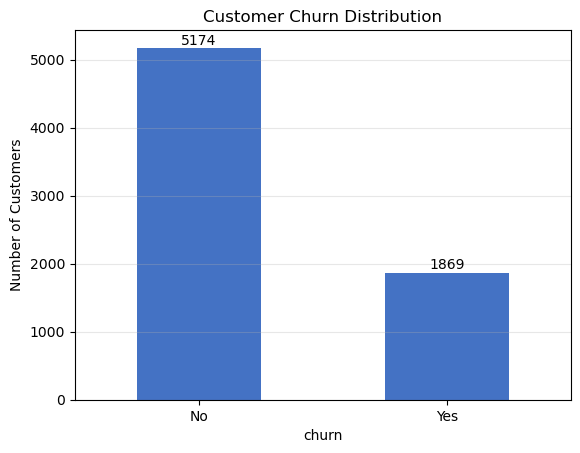 Customer Churn Distribution
5174
1869
Number of Customers
5000
4000
3000
2000
1000
0
No
Yes
churn